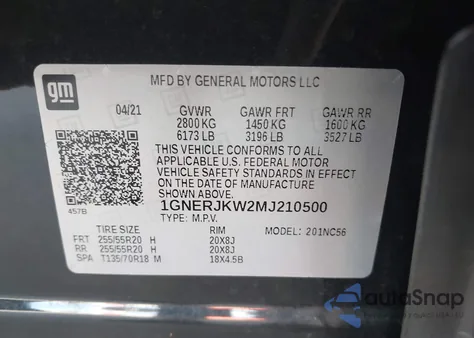 gm
MFD BY GENERAL MOTORS LLC
04/21 GVWR GAWR FRT GAWR RR
2800 KG 1450 KG 1600 KG
6173 LB 3196 LB 3527 LB
THIS VEHICLE CONFORMS TO ALL
APPLICABLE U.S. FEDERAL MOTOR
VEHICLE SAFETY STANDARDS IN EFFECT
ON THE DATE OF MANUFACTURE
SHOWN ABOVE.
457B
1GNERJKW2MJ210500
TYPE: M.P.V. MODEL: 201NC56
TIRE SIZE RIM
FRT 255/55R20 H 20X8J
RR 255/55R20 H 20X8J
SPA T135/70R18 M 18X4.5B
autoSnap